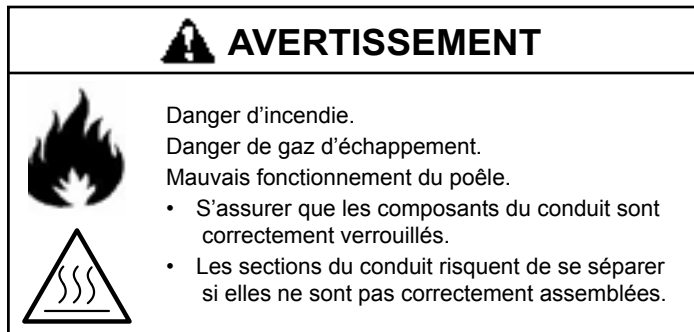 AVERTISSEMENT
Danger d’incendie.
Danger de gaz d’échappement.
Mauvais fonctionnement du poêle.
• S’assurer que les composants du conduit sont
correctement verrouillés.
• Les sections du conduit risquent de se séparer
si elles ne sont pas correctement assemblées.